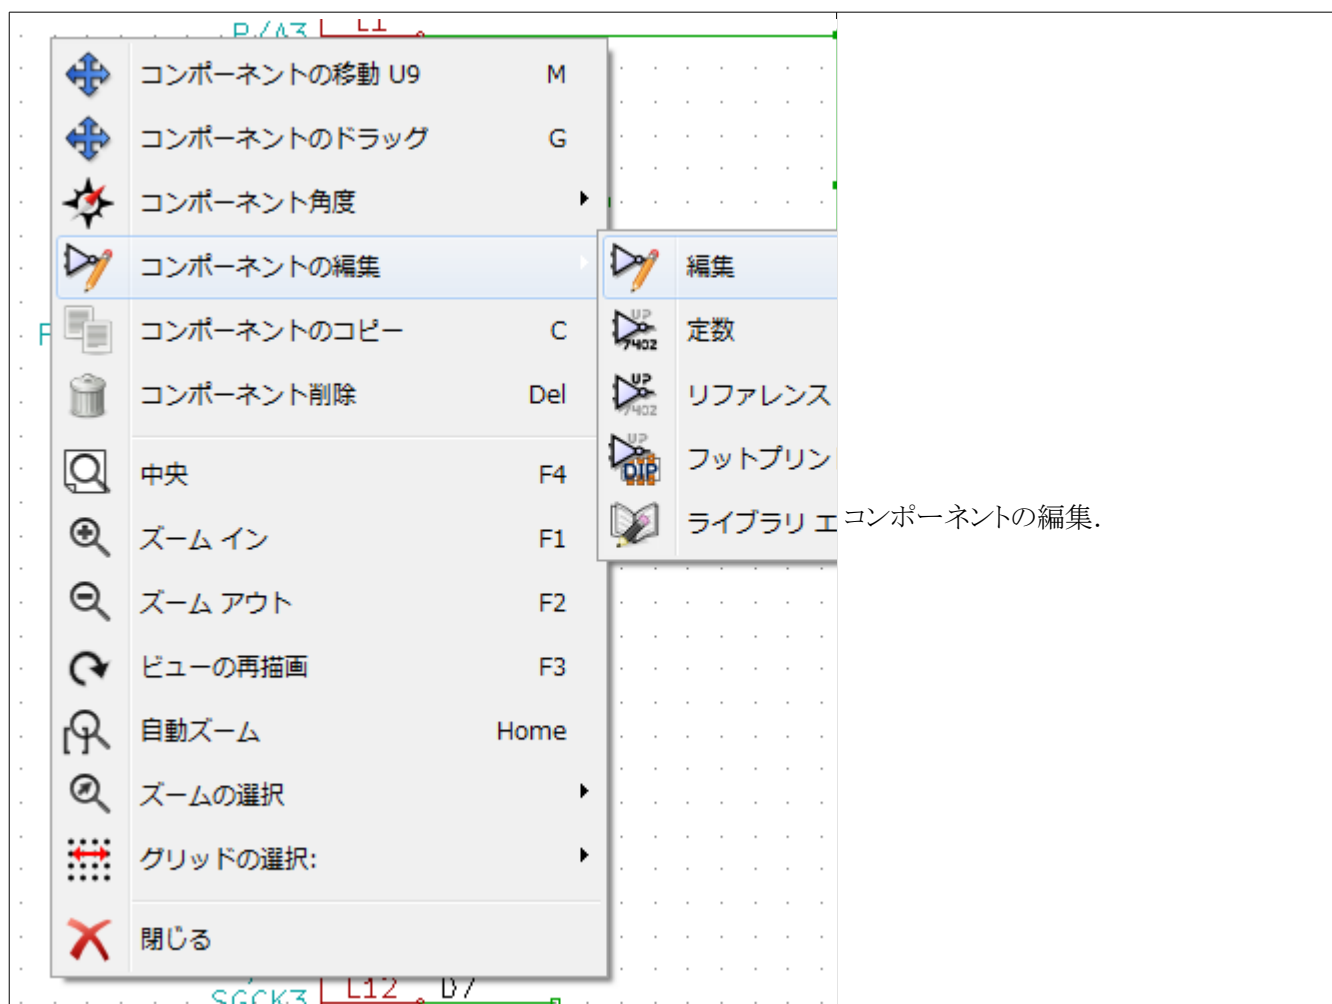 P/A3 L1
コンポーネントの移動 U9 M
コンポーネントのドラッグ G
コンポーネント角度
コンポーネントの編集
コンポーネントのコピー C
コンポーネント削除 Del
中央 F4
ズーム イン F1
ズーム アウト F2
ビューの再描画 F3
自動ズーム Home
ズームの選択
グリッドの選択:
閉じる
編集
定数
リファレンス
フットプリン
ライブラリ エ
コンポーネントの編集.
SGCK3 L12 D7